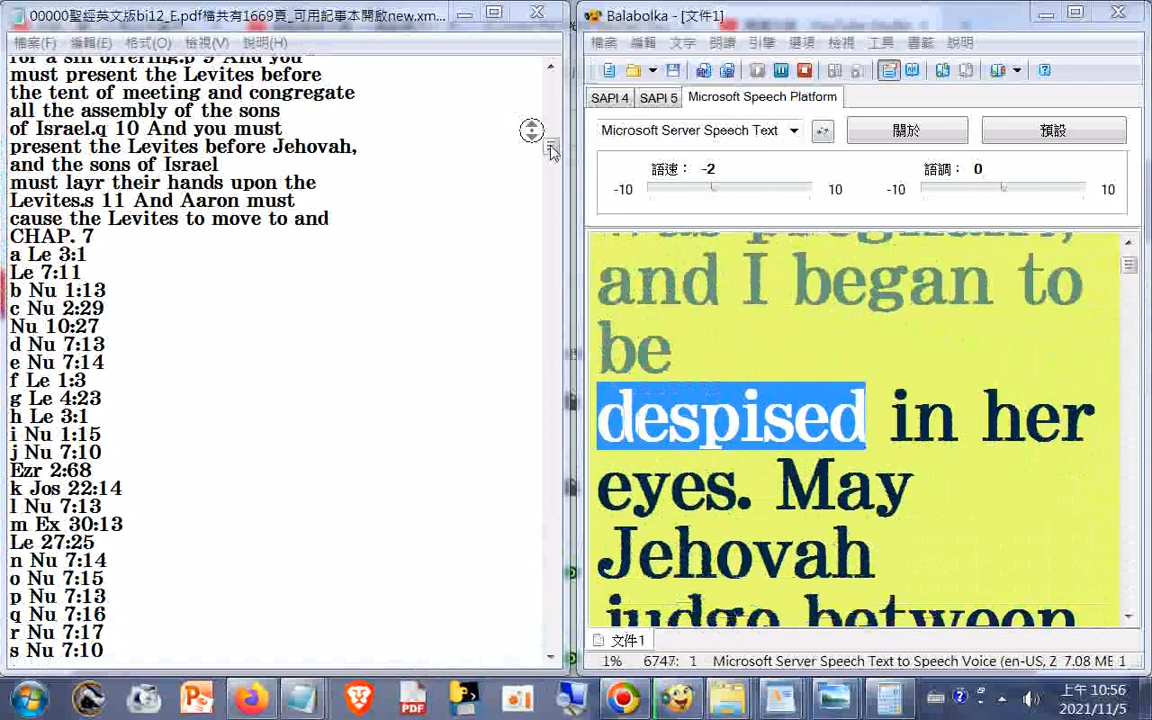 00000聖經英文版bi12_E.pdf檔共有1669頁_可用記事本開啟new.xm...
檔案(F) 編輯(E) 格式(O) 檢視(V) 說明(H)
for a sin offering.p 9 And you
must present the Levites before
the tent of meeting and congregate
all the assembly of the sons
of Israel.q 10 And you must
present the Levites before Jehovah,
and the sons of Israel
must layr their hands upon the
Levites.s 11 And Aaron must
cause the Levites to move to and
CHAP. 7
a Le 3:1
Le 7:11
b Nu 1:13
c Nu 2:29
Nu 10:27
d Nu 7:13
e Nu 7:14
f Le 1:3
g Le 4:23
h Le 3:1
i Nu 1:15
j Nu 7:10
Ezr 2:68
k Jos 22:14
l Nu 7:13
m Ex 30:13
Le 27:25
n Nu 7:14
o Nu 7:15
p Nu 7:13
q Nu 7:16
r Nu 7:17
s Nu 7:10
Balabolka - [文件1]
檔案 編輯 文字 朗讀 引擎 選項 檢視 工具 書籤 說明
SAPI 4 SAPI 5 Microsoft Speech Platform
Microsoft Server Speech Text 關於 預設
語速： -2 語調： 0
-10 10 -10 10
and I began to
be
despised in her
eyes. May
Jehovah
judge between
文件1
1% 6747: 1 Microsoft Server Speech Text to Speech Voice (en-US, 2 7.08 ME 1
PDF
上午 10:56
2021/11/5